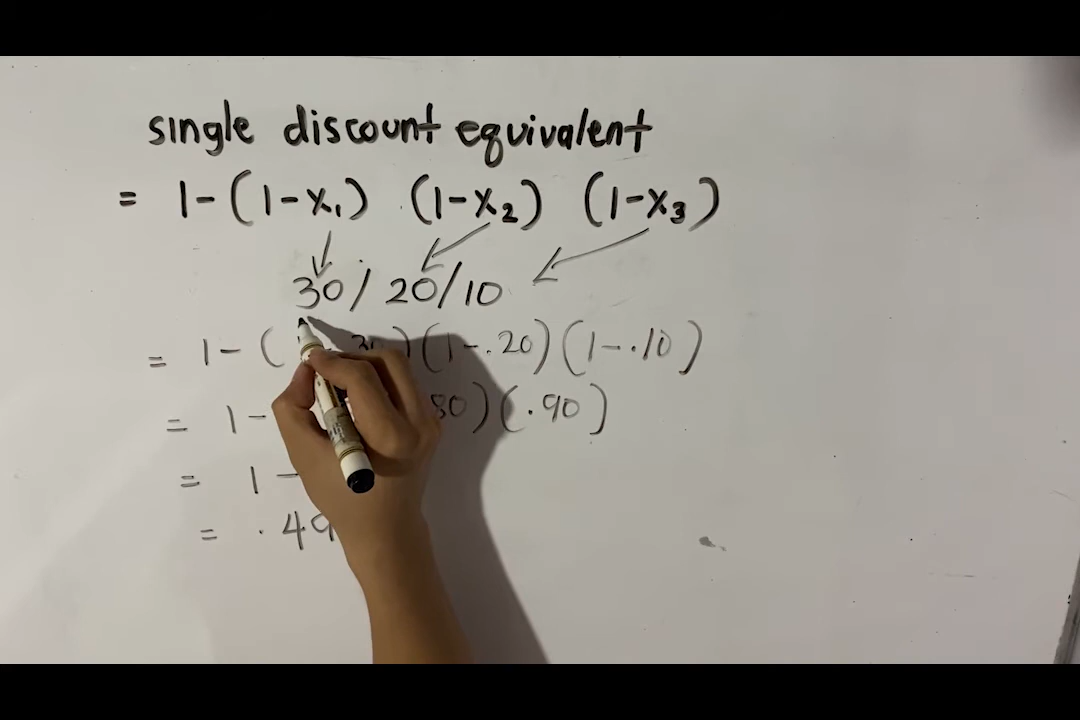 single discount equivalent
= 1-(1-x₁) (1-x₂) (1-x₃)
30/20/10
= 1-( .30)(1-.20)(1-.10)
= 1- 80)(.90)
= 1-
= .49